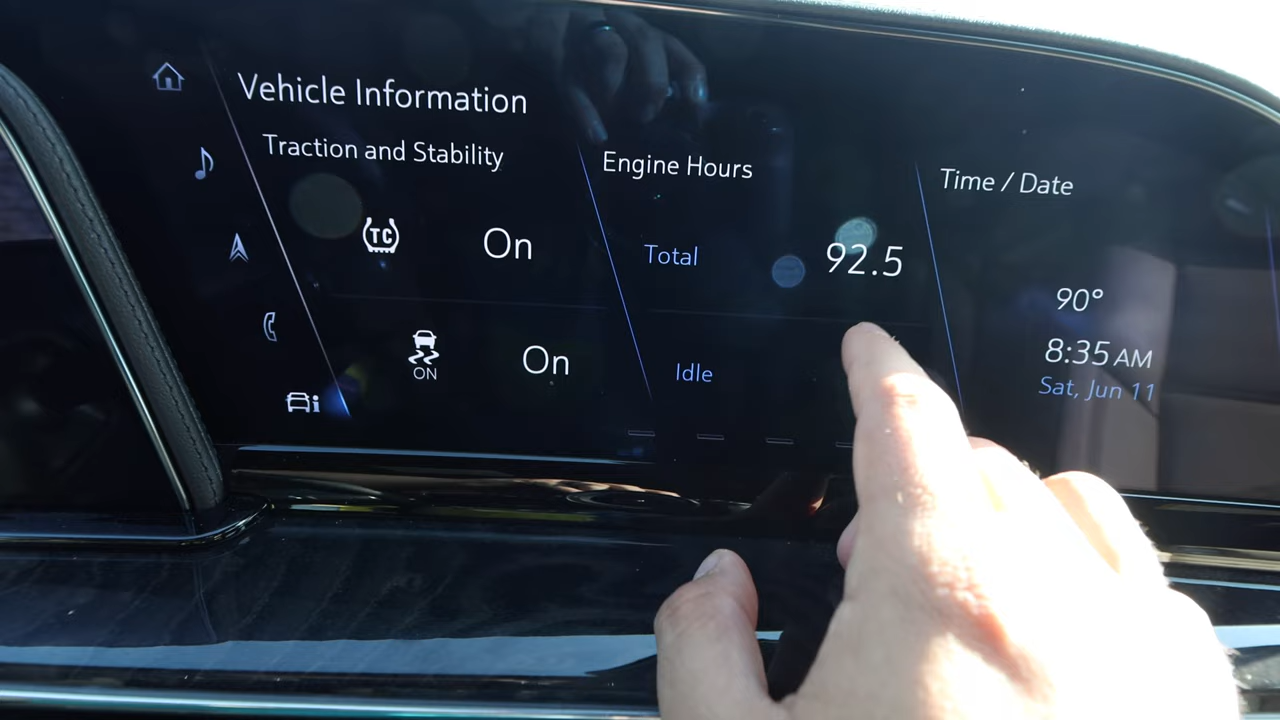 Vehicle Information
Traction and Stability
TC
On
ON
On
Engine Hours
Total
92.5
Idle
Time / Date
90°
8:35 AM
Sat, Jun 11
i